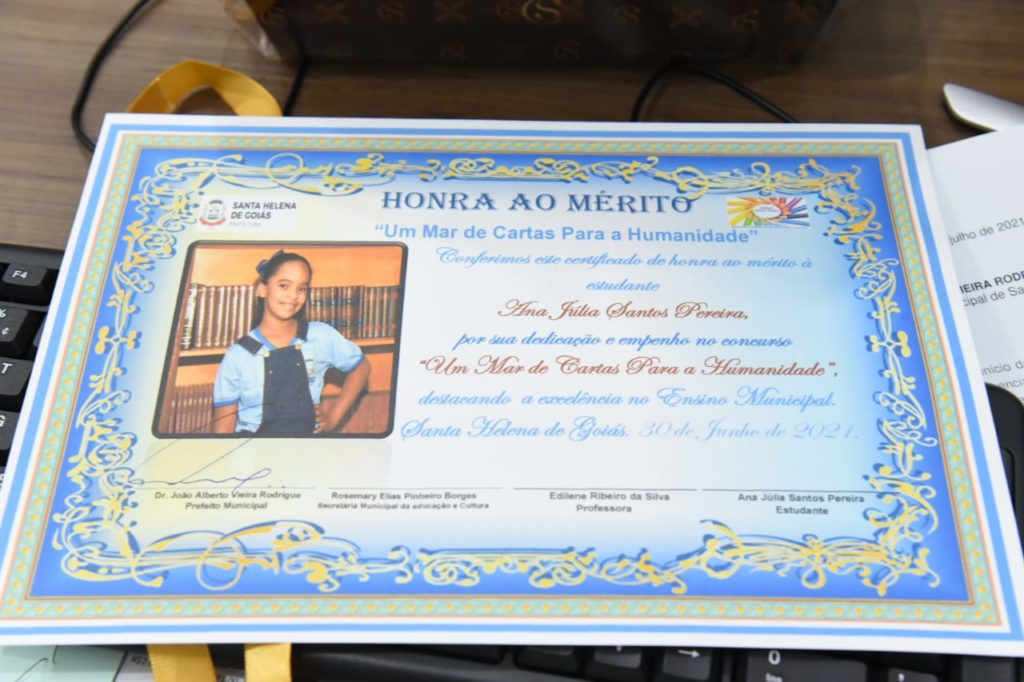 HONRA AO MÉRITO
SANTA HELENA
DE GOIÁS
PREFEITURA
“Um Mar de Cartas Para a Humanidade”
Conferimos este certificado de honra ao mérito à
estudante
Ana Júlia Santos Pereira,
por sua dedicação e empenho no concurso
“Um Mar de Cartas Para a Humanidade”,
destacando a excelência no Ensino Municipal.
Santa Helena de Goiás. 30 de Junho de 2021.
Dr. João Alberto Vieira Rodrigue
Prefeito Municipal
Rosemary Elias Pinheiro Borges
Secretária Municipal da educação e Cultura
Edilene Ribeiro da Silva
Professora
Ana Júlia Santos Pereira
Estudante
julho de 2021
F4
T
G
0
Ins